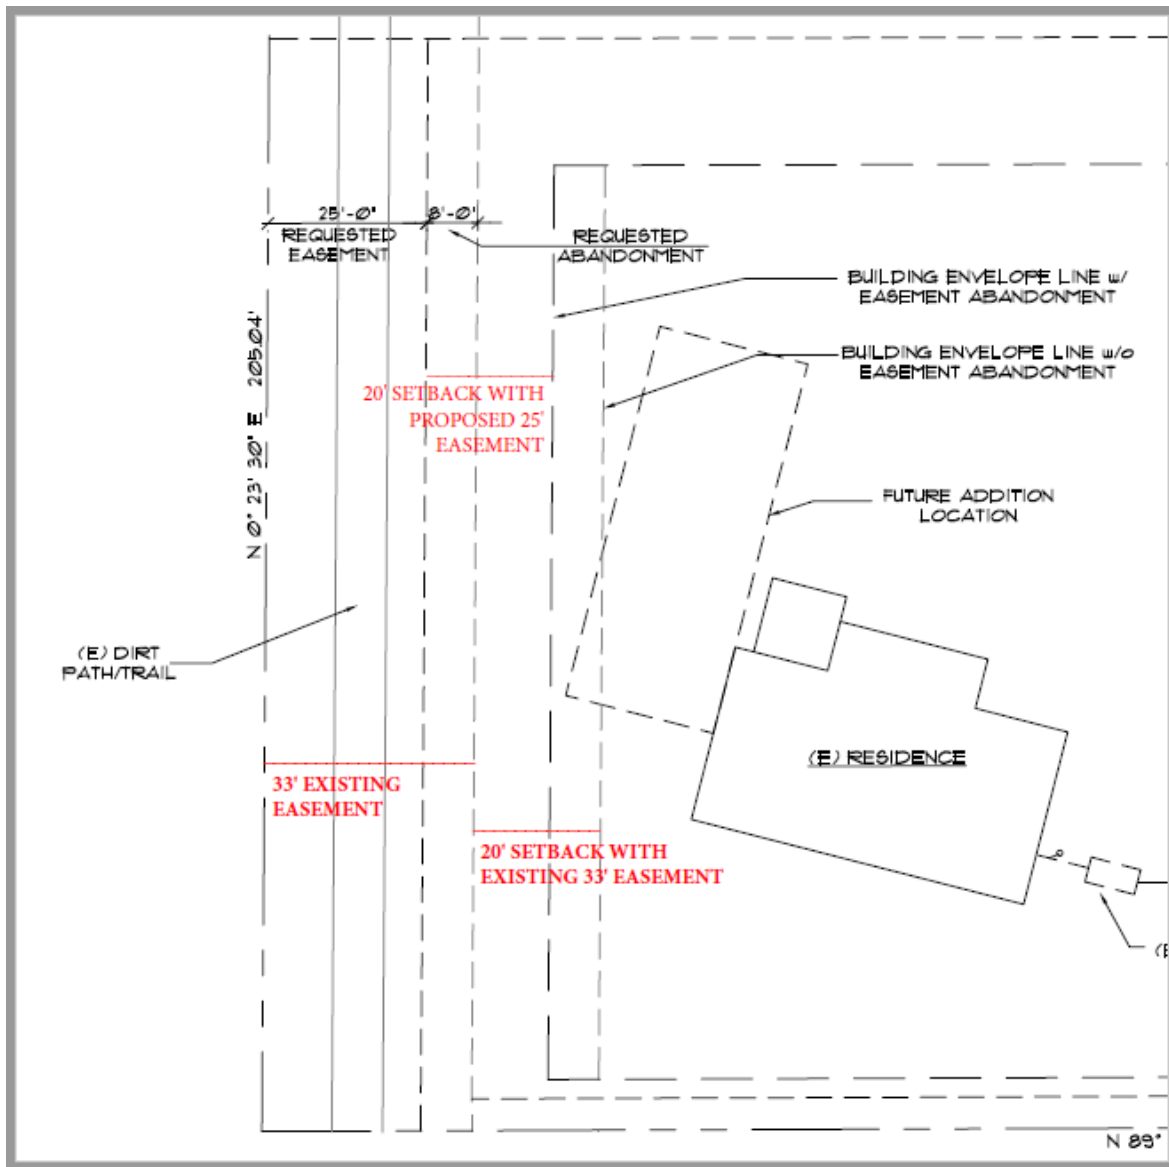 25'-0"
8'-0"
REQUESTED
EASEMENT
REQUESTED
ABANDONMENT
BUILDING ENVELOPE LINE w/
EASEMENT ABANDONMENT
BUILDING ENVELOPE LINE w/o
EASEMENT ABANDONMENT
N 0° 23' 30" E 205.04'
20' SETBACK WITH
PROPOSED 25'
EASEMENT
FUTURE ADDITION
LOCATION
(E) DIRT
PATH/TRAIL
(E) RESIDENCE
33' EXISTING
EASEMENT
20' SETBACK WITH
EXISTING 33' EASEMENT
N 89°